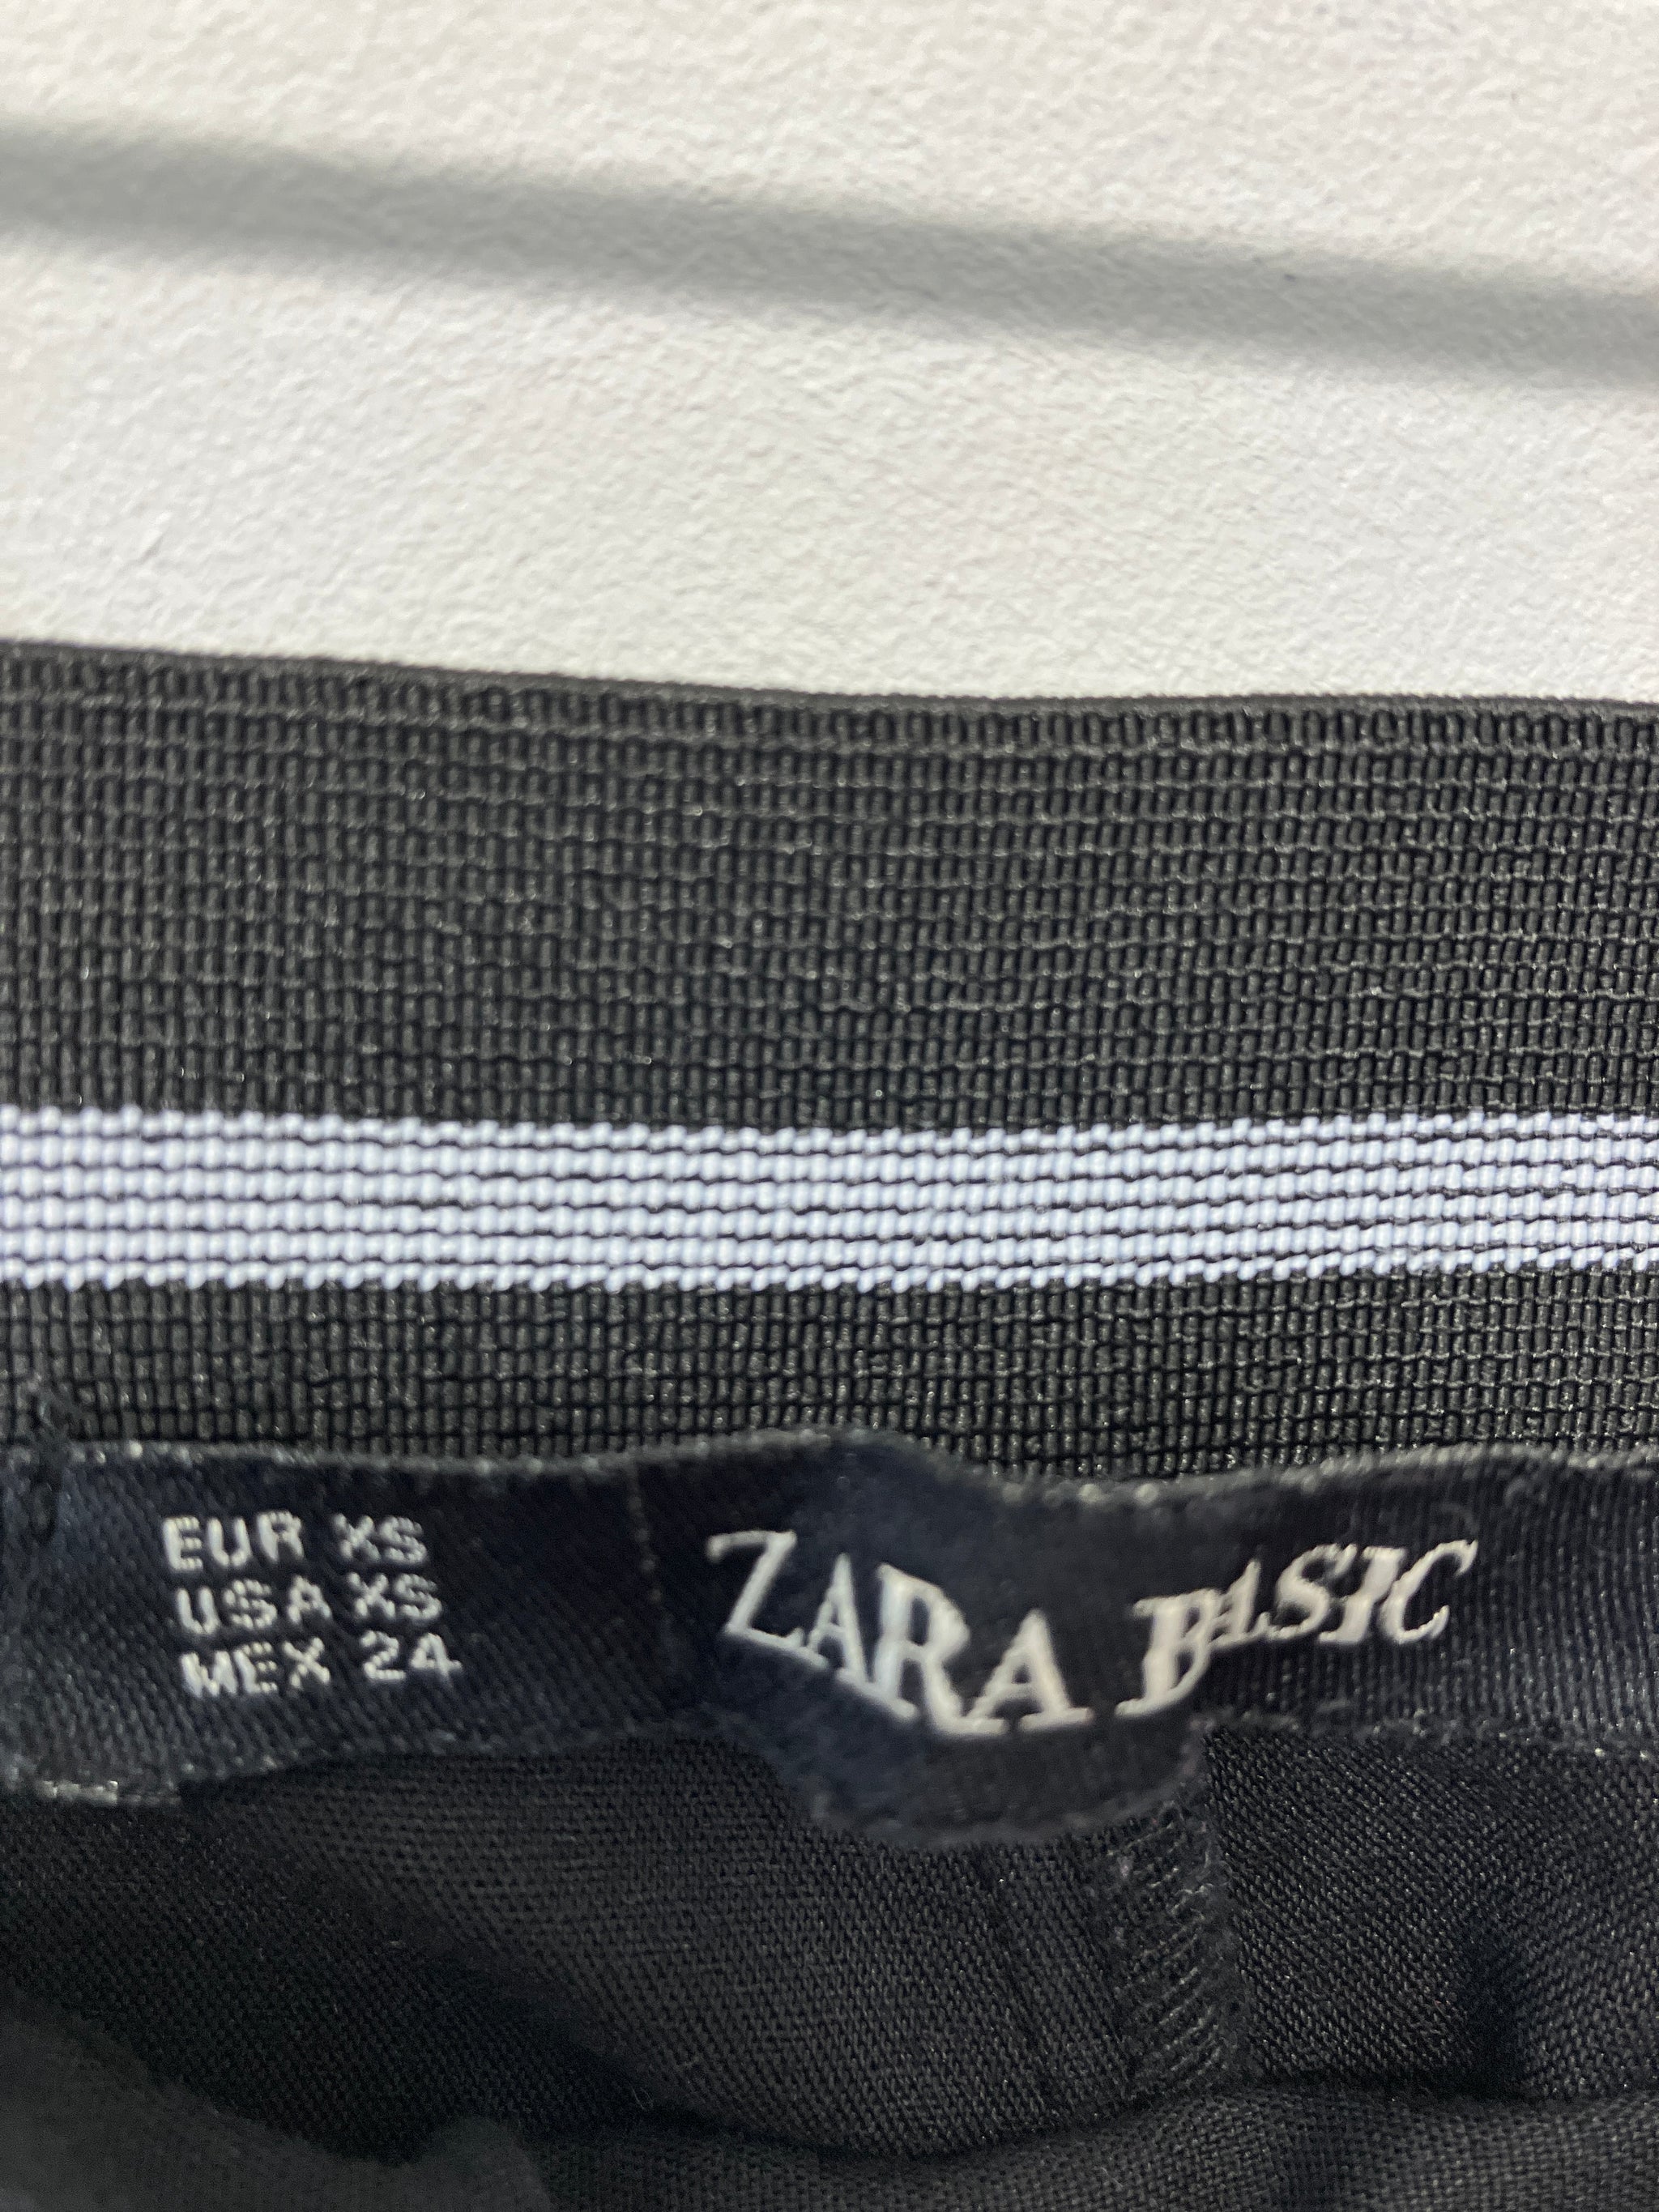 EUR XS
USA XS
MEX 24
ZARA BASIC